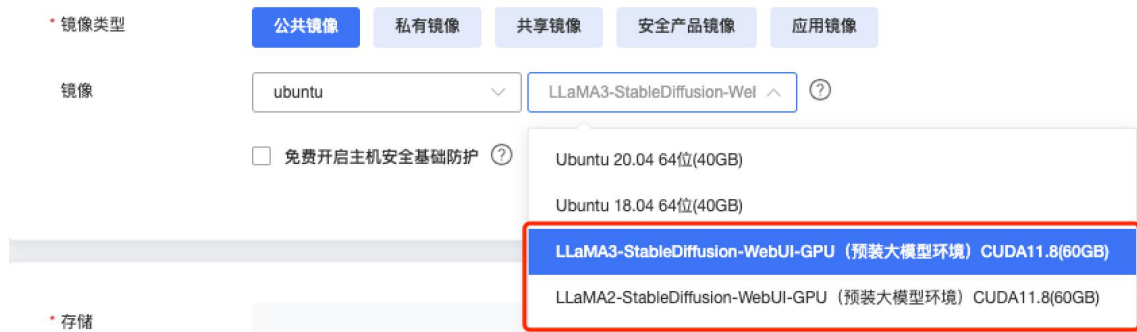 * 镜像类型 公共镜像 私有镜像 共享镜像 安全产品镜像 应用镜像
镜像 ubuntu LLaMA3-StableDiffusion-Wel ?
免费开启主机安全基础防护 ?
Ubuntu 20.04 64位(40GB)
Ubuntu 18.04 64位(40GB)
LLaMA3-StableDiffusion-WebUI-GPU（预装大模型环境）CUDA11.8(60GB)
LLaMA2-StableDiffusion-WebUI-GPU（预装大模型环境）CUDA11.8(60GB)
* 存储